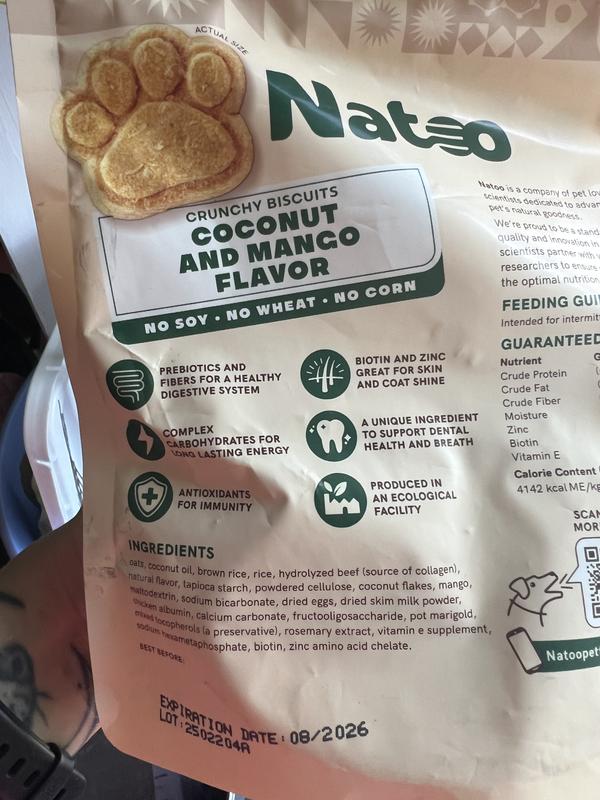 ACTUAL SIZE
Natoo
CRUNCHY BISCUITS
COCONUT
AND MANGO
FLAVOR
NO SOY • NO WHEAT • NO CORN
PREBIOTICS AND
FIBERS FOR A HEALTHY
DIGESTIVE SYSTEM
BIOTIN AND ZINC
GREAT FOR SKIN
AND COAT SHINE
COMPLEX
CARBOHYDRATES FOR
LONG LASTING ENERGY
A UNIQUE INGREDIENT
TO SUPPORT DENTAL
HEALTH AND BREATH
ANTIOXIDANTS
FOR IMMUNITY
PRODUCED IN
AN ECOLOGICAL
FACILITY
INGREDIENTS
oats, coconut oil, brown rice, rice, hydrolyzed beef (source of collagen),
natural flavor, tapioca starch, powdered cellulose, coconut flakes, mango,
maltodextrin, sodium bicarbonate, dried eggs, dried skim milk powder,
chicken albumin, calcium carbonate, fructooligosaccharide, pot marigold,
mixed tocopherols (a preservative), rosemary extract, vitamin e supplement,
sodium hexametaphosphate, biotin, zinc amino acid chelate.
BEST BEFORE:
EXPIRATION DATE: 08/2026
LOT:2502204A
Natoo is a company of pet
scientists dedicated to
pet's natural goodness.
We're proud to be a
quality and innovation in
scientists partner with
researchers to ensure
the optimal nutrition
FEEDING
Intended for
GUARANTEED
Nutrient
Crude Protein
Crude Fat
Crude Fiber
Moisture
Zinc
Biotin
Vitamin E
Calorie Content
4142 kcal ME/kg
SCAN
MOR
Natoopet